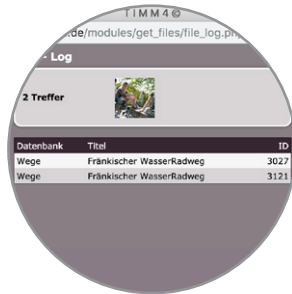 TIMM4©
.de/modules/get_files/file_log.ph
- Log
2 Treffer
Datenbank Titel ID
Wege Fränkischer WasserRadweg 3027
Wege Fränkischer WasserRadweg 3121